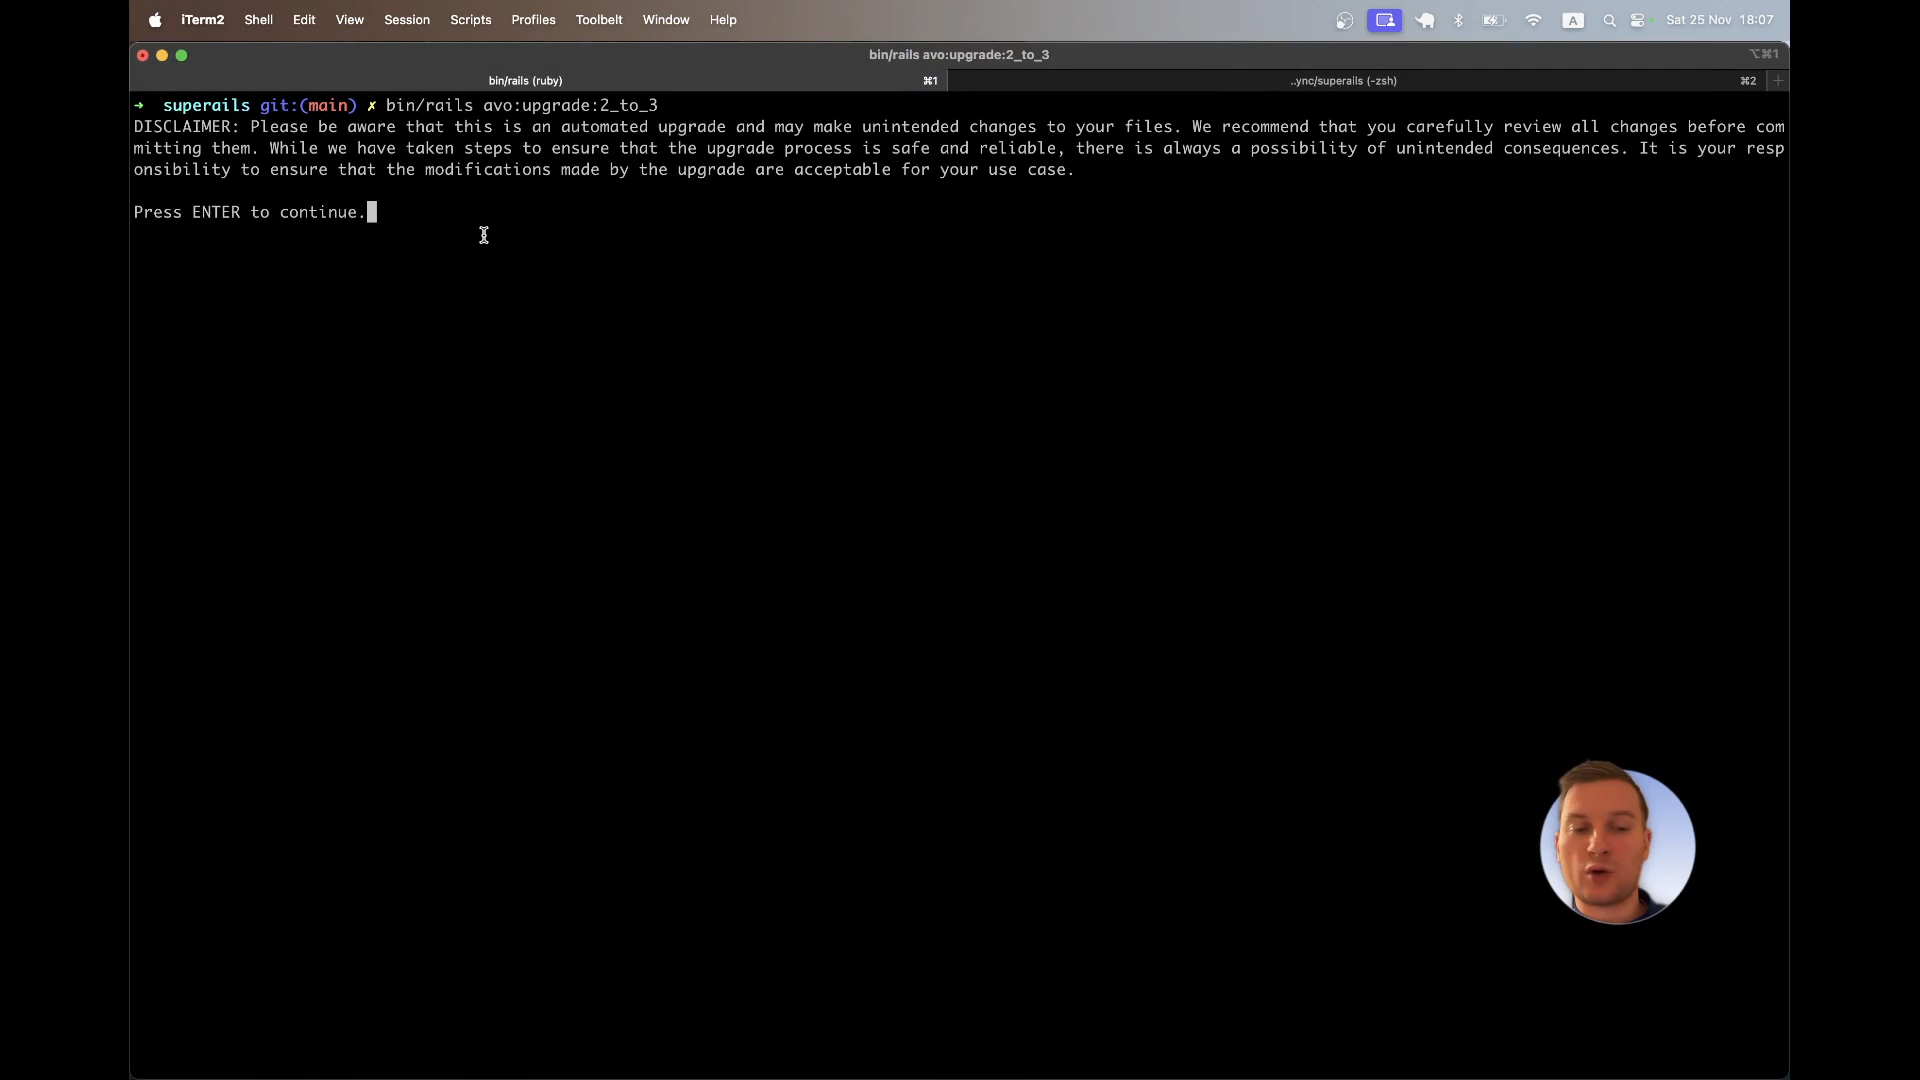 iTerm2 Shell Edit View Session Scripts Profiles Toolbelt Window Help A Sat 25 Nov 18:07
bin/rails avo:upgrade:2_to_3 ⌥⌘1
bin/rails (ruby) ⌘1 ..ync/superails (-zsh) ⌘2 +
➜ superails git:(main) ✗ bin/rails avo:upgrade:2_to_3
DISCLAIMER: Please be aware that this is an automated upgrade and may make unintended changes to your files. We recommend that you carefully review all changes before com
mitting them. While we have taken steps to ensure that the upgrade process is safe and reliable, there is always a possibility of unintended consequences. It is your resp
onsibility to ensure that the modifications made by the upgrade are acceptable for your use case.
Press ENTER to continue.